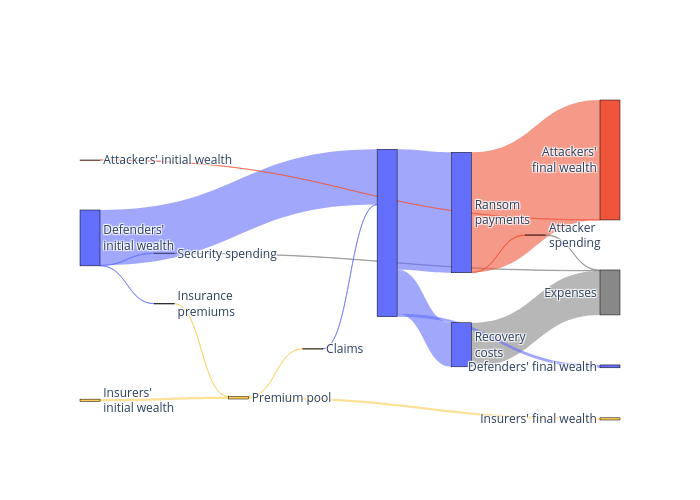 Attackers' initial wealth
Defenders'
initial wealth
Security spending
Insurance
premiums
Insurers'
initial wealth
Premium pool
Claims
Ransom
payments
Recovery
costs
Attacker
spending
Attackers'
final wealth
Expenses
Defenders' final wealth
Insurers' final wealth